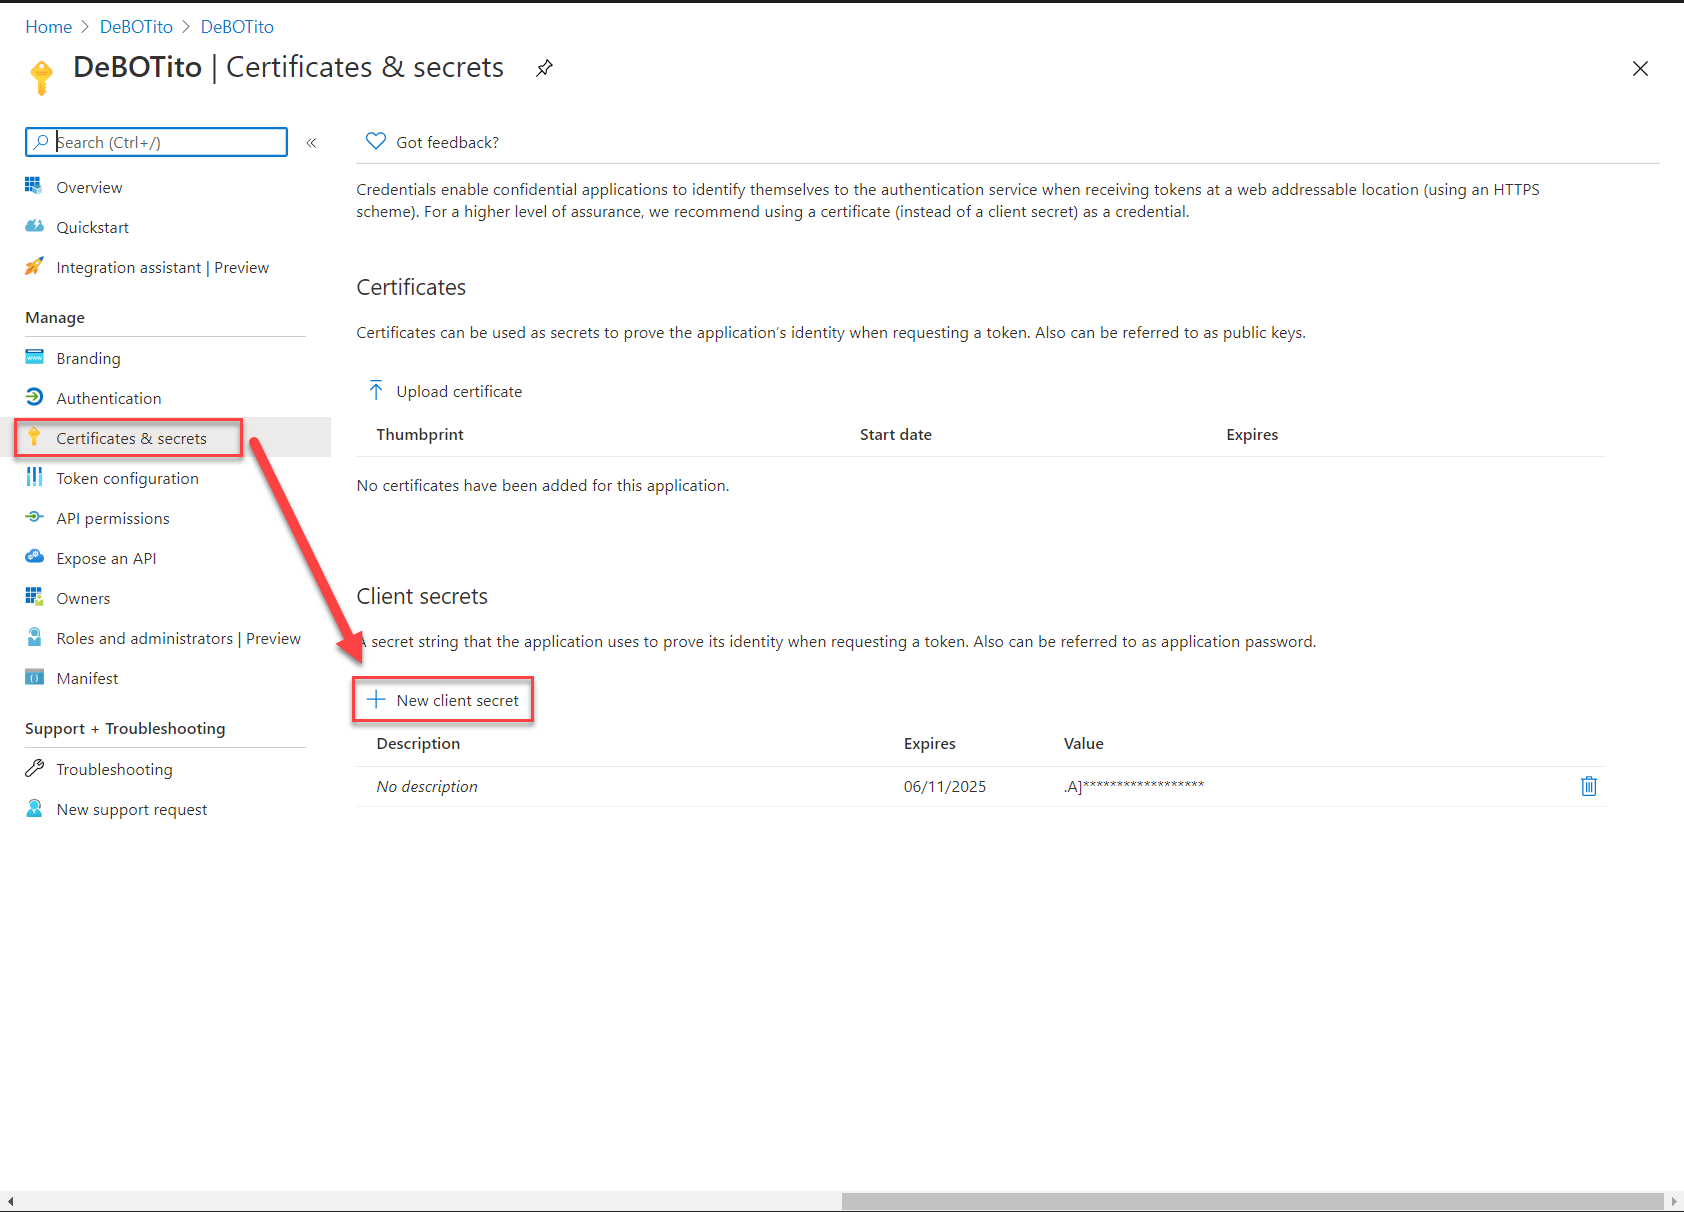 Home > DeBOTito > DeBOTito
DeBOTito | Certificates & secrets
Search (Ctrl+/)
«
Overview
Quickstart
Integration assistant | Preview
Manage
Branding
Authentication
Certificates & secrets
Token configuration
API permissions
Expose an API
Owners
Roles and administrators | Preview
Manifest
Support + Troubleshooting
Troubleshooting
New support request
Got feedback?
Credentials enable confidential applications to identify themselves to the authentication service when receiving tokens at a web addressable location (using an HTTPS
scheme). For a higher level of assurance, we recommend using a certificate (instead of a client secret) as a credential.
Certificates
Certificates can be used as secrets to prove the application's identity when requesting a token. Also can be referred to as public keys.
Upload certificate
Thumbprint Start date Expires
No certificates have been added for this application.
Client secrets
A secret string that the application uses to prove its identity when requesting a token. Also can be referred to as application password.
New client secret
Description Expires Value
No description 06/11/2025 .A]******************